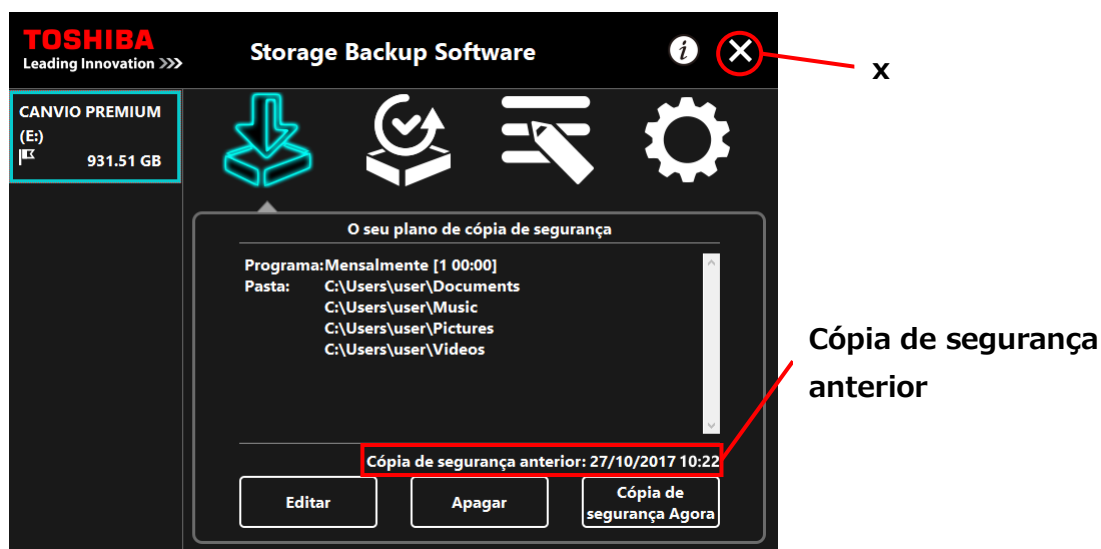 TOSHIBA
Leading Innovation >>>
Storage Backup Software
i
X
x
CANVIO PREMIUM
(E:)
931.51 GB
O seu plano de cópia de segurança
Programa:Mensalmente [1 00:00]
Pasta: C:\Users\user\Documents
C:\Users\user\Music
C:\Users\user\Pictures
C:\Users\user\Videos
Cópia de segurança
anterior
Cópia de segurança anterior: 27/10/2017 10:22
Editar
Apagar
Cópia de
segurança Agora